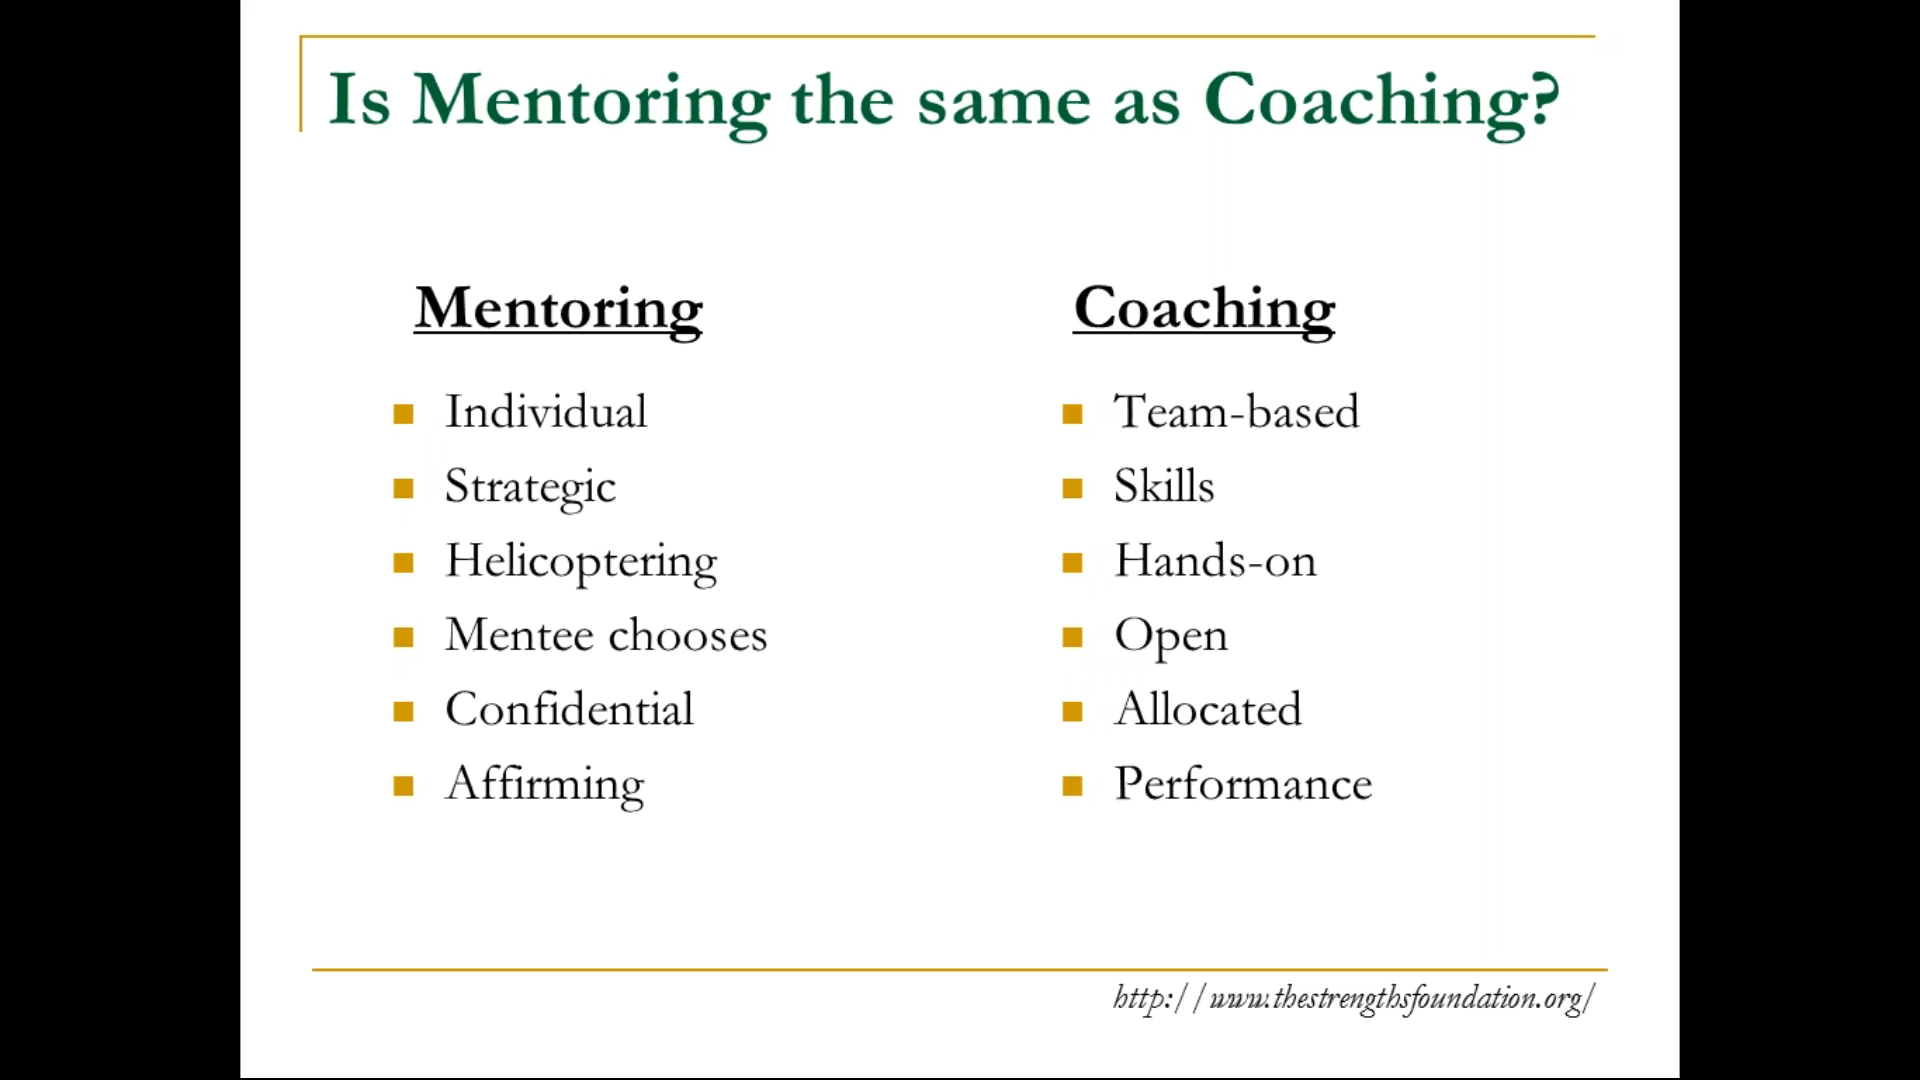 Is Mentoring the same as Coaching?
Mentoring
Individual
Strategic
Helicoptering
Mentee chooses
Confidential
Affirming
Coaching
Team-based
Skills
Hands-on
Open
Allocated
Performance
http://www.thestrengthsfoundation.org/